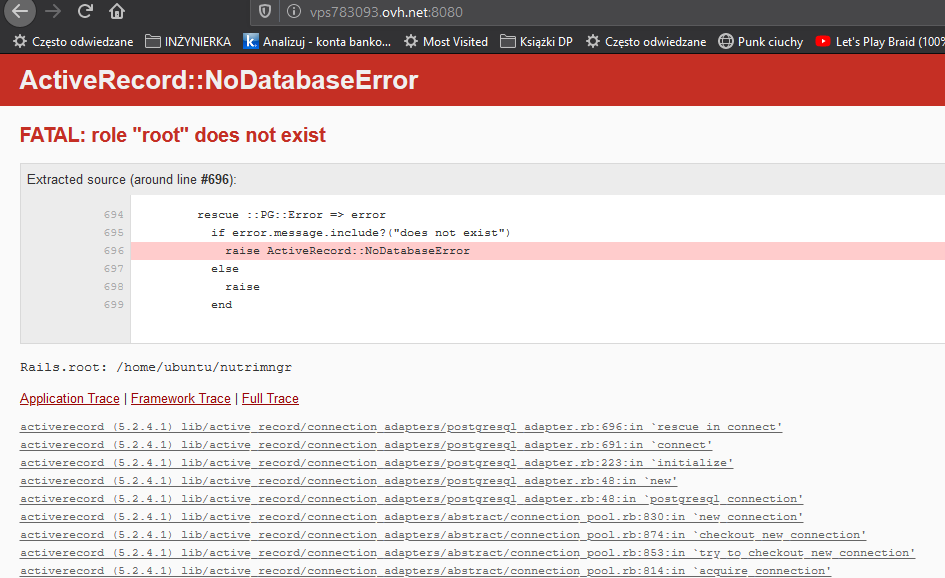 vps783093.ovh.net:8080
Często odwiedzane INŻYNIERKA Analizuj - konta banko... Most Visited Książki DP Często odwiedzane Punk ciuchy Let's Play Braid (100%
ActiveRecord::NoDatabaseError
FATAL: role "root" does not exist
Extracted source (around line #696):
694 rescue ::PG::Error => error
695 if error.message.include?("does not exist")
696 raise ActiveRecord::NoDatabaseError
697 else
698 raise
699 end
Rails.root: /home/ubuntu/nutrimngr
Application Trace | Framework Trace | Full Trace
activerecord (5.2.4.1) lib/active_record/connection_adapters/postgresql_adapter.rb:696:in `rescue in connect'
activerecord (5.2.4.1) lib/active_record/connection_adapters/postgresql_adapter.rb:691:in `connect'
activerecord (5.2.4.1) lib/active_record/connection_adapters/postgresql_adapter.rb:223:in `initialize'
activerecord (5.2.4.1) lib/active_record/connection_adapters/postgresql_adapter.rb:48:in `new'
activerecord (5.2.4.1) lib/active_record/connection_adapters/postgresql_adapter.rb:48:in `postgresql_connection'
activerecord (5.2.4.1) lib/active_record/connection_adapters/abstract/connection_pool.rb:830:in `new_connection'
activerecord (5.2.4.1) lib/active_record/connection_adapters/abstract/connection_pool.rb:874:in `checkout_new_connection'
activerecord (5.2.4.1) lib/active_record/connection_adapters/abstract/connection_pool.rb:853:in `try_to_checkout_new_connection'
activerecord (5.2.4.1) lib/active_record/connection_adapters/abstract/connection_pool.rb:814:in `acquire_connection'